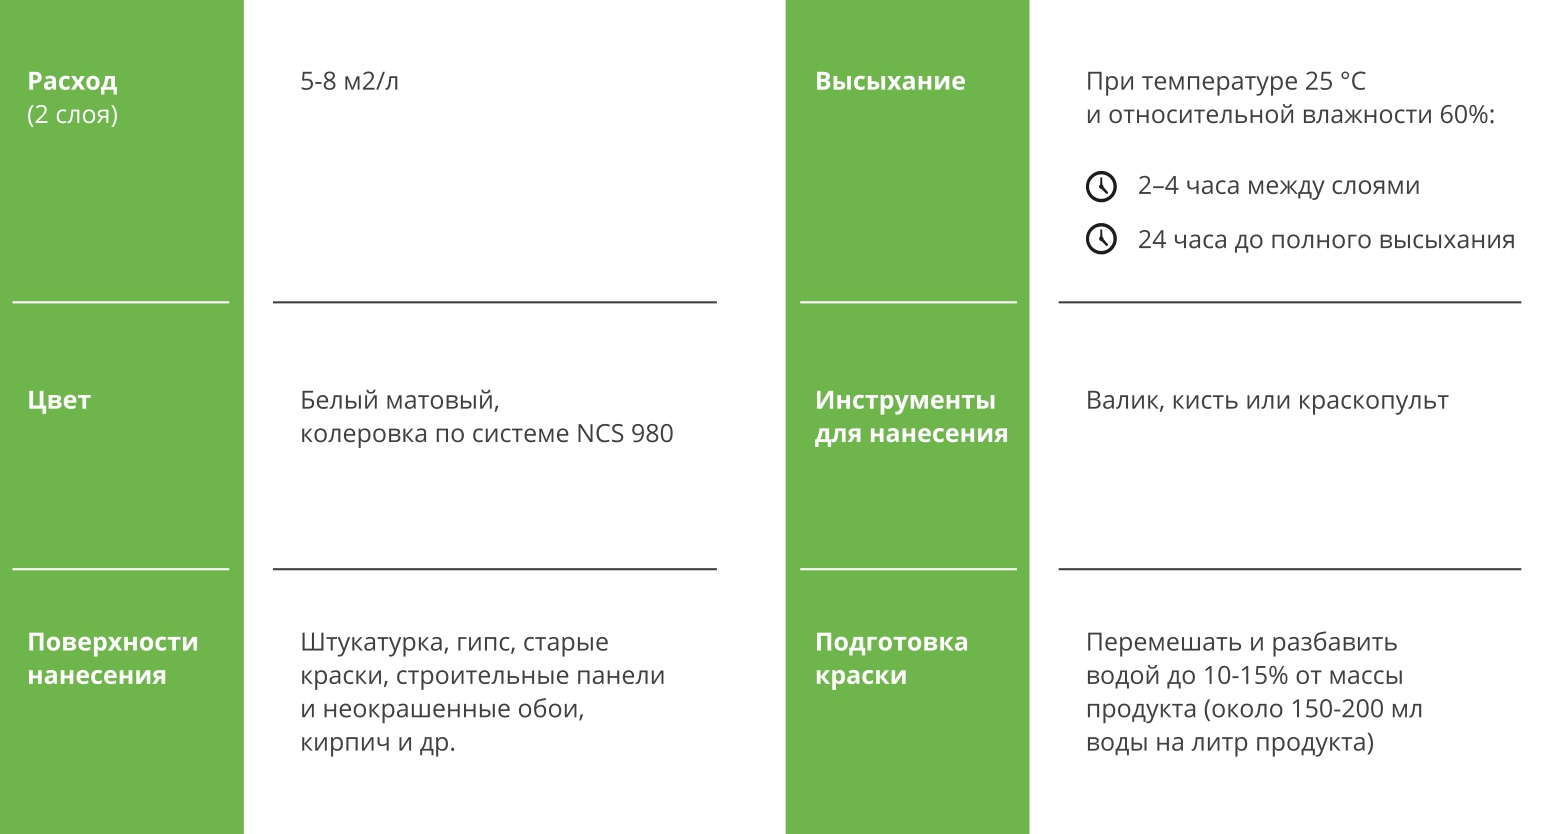 Расход
(2 слоя)
5-8 м2/л
Высыхание
При температуре 25 °C
и относительной влажности 60%:
2–4 часа между слоями
24 часа до полного высыхания
Цвет
Белый матовый,
колеровка по системе NCS 980
Инструменты
для нанесения
Валик, кисть или краскопульт
Поверхности
нанесения
Штукатурка, гипс, старые
краски, строительные панели
и неокрашенные обои,
кирпич и др.
Подготовка
краски
Перемешать и разбавить
водой до 10-15% от массы
продукта (около 150-200 мл
воды на литр продукта)